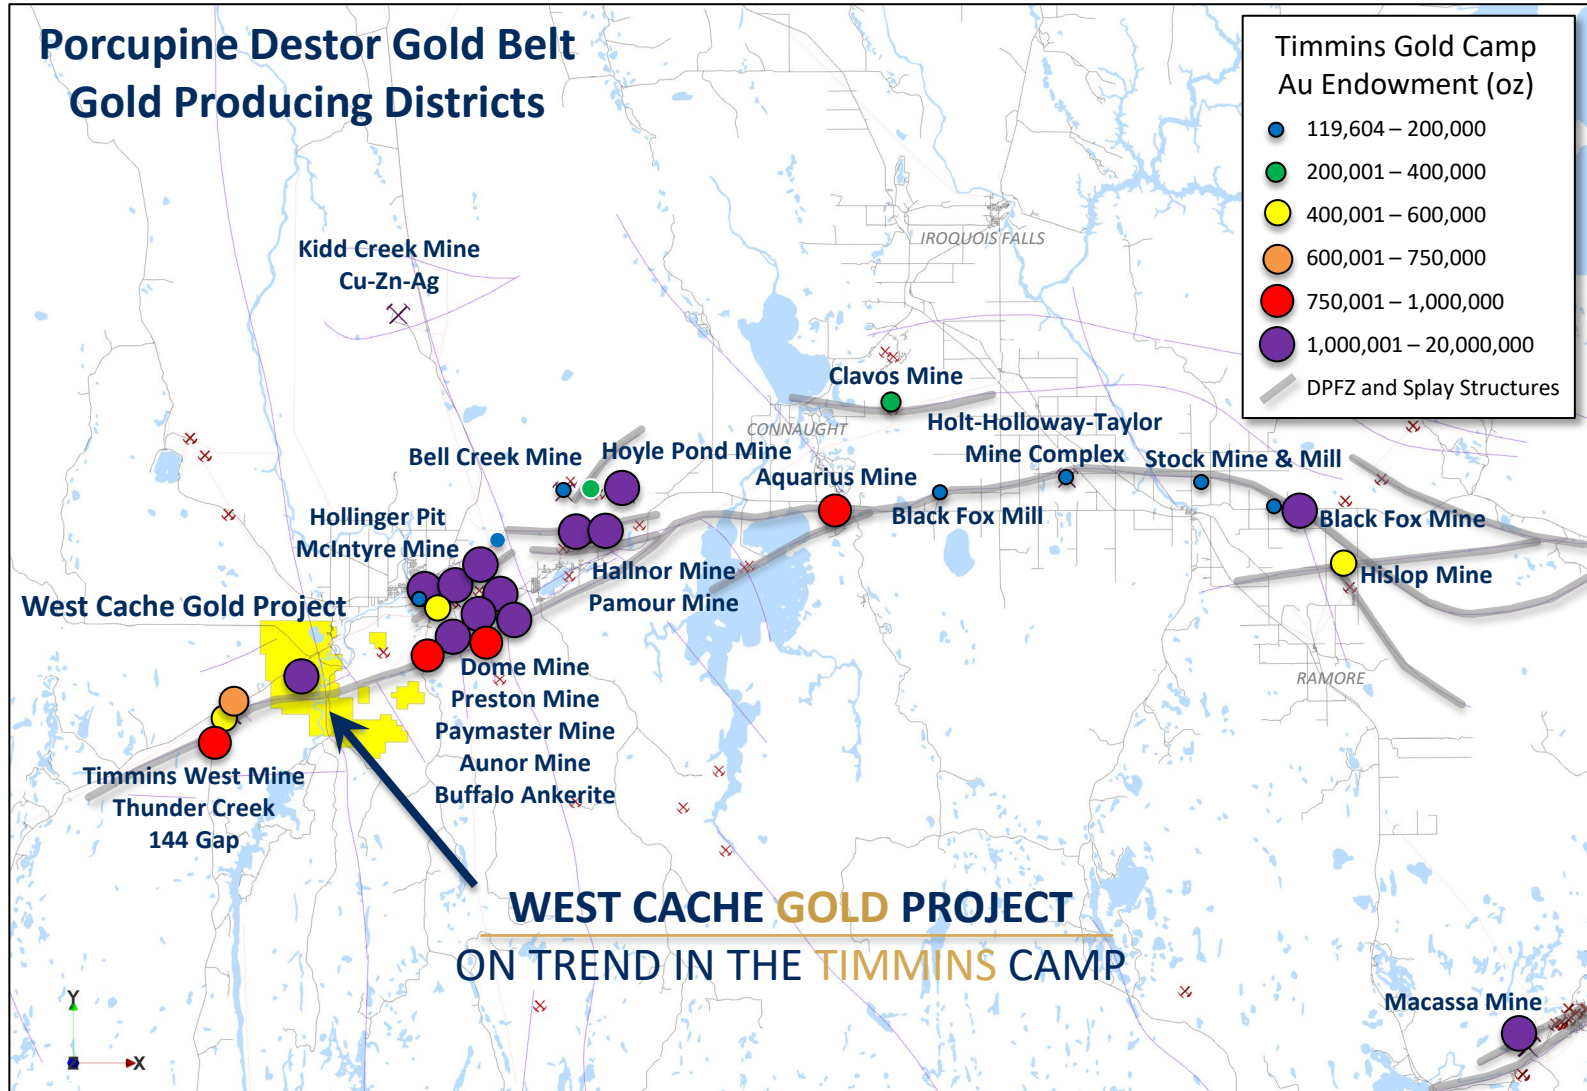 Porcupine Destor Gold Belt
Gold Producing Districts
Timmins Gold Camp
Au Endowment (oz)
119,604 – 200,000
200,001 – 400,000
400,001 – 600,000
600,001 – 750,000
750,001 – 1,000,000
1,000,001 – 20,000,000
DPFZ and Splay Structures
IROQUOIS FALLS
Kidd Creek Mine
Cu-Zn-Ag
Clavos Mine
CONNAUGHT
Holt-Holloway-Taylor
Mine Complex
Bell Creek Mine
Hoyle Pond Mine
Aquarius Mine
Stock Mine & Mill
Black Fox Mill
Black Fox Mine
Hollinger Pit
McIntyre Mine
Hallnor Mine
Pamour Mine
Hislop Mine
West Cache Gold Project
RAMORE
Dome Mine
Preston Mine
Paymaster Mine
Aunor Mine
Buffalo Ankerite
Timmins West Mine
Thunder Creek
144 Gap
WEST CACHE GOLD PROJECT
ON TREND IN THE TIMMINS CAMP
Macassa Mine
Y
X